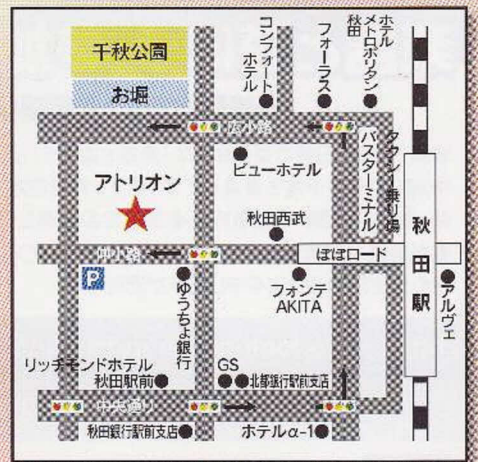 千秋公園
お堀
コンフォート
ホテル
フォーラス
ホテル
メトロポリタン
秋田
広小路
ビューホテル
タクシー乗り場
バスターミナル
アトリオン
秋田西武
秋田駅
仲小路
ぽぽロード
P
ゆうちょ銀行
フォンテ
AKITA
アルヴェ
リッチモンドホテル
秋田駅前
GS
北都銀行駅前支店
中央通り
秋田銀行駅前支店
ホテルα-1